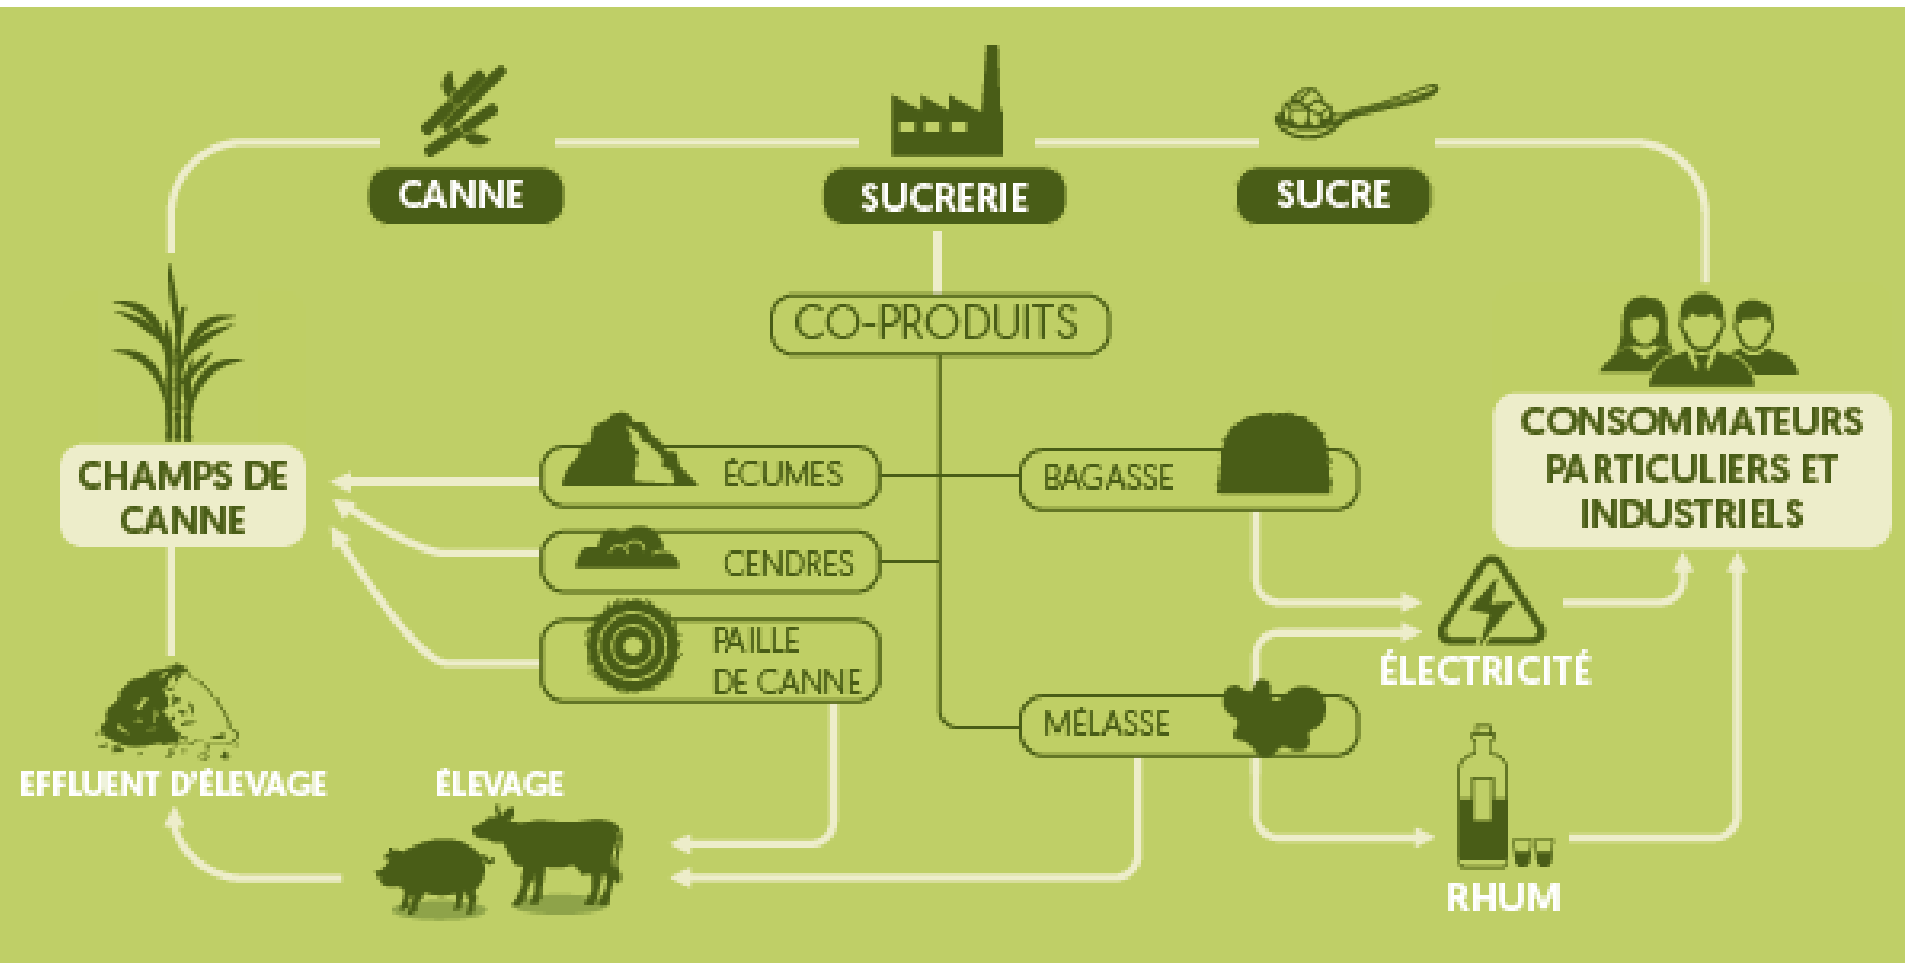 CANNE
SUCRERIE
SUCRE
CO-PRODUITS
CHAMPS DE
CANNE
ÉCUMES
CENDRES
PAILLE
DE CANNE
BAGASSE
MÉLASSE
CONSOMMATEURS
PARTICULIERS ET
INDUSTRIELS
ÉLECTRICITÉ
EFFLUENT D'ÉLEVAGE
ÉLEVAGE
RHUM